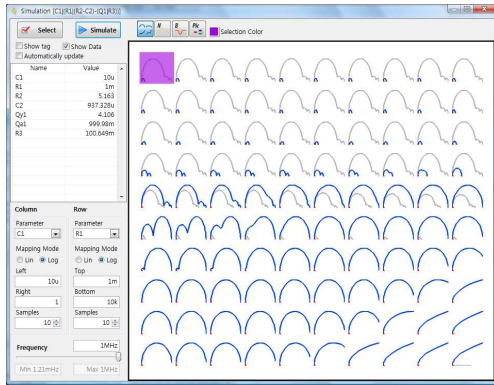 Simulation [C1|(R1|(R2-C2)-(Q1|R3))]
Select
Simulate
N
B
Pk
Selection Color
Show tag
Show Data
Automatically update
Name Value
C1 10u
R1 1m
R2 5.163
C2 937.328u
Qy1 4.106
Qa1 999.98m
R3 100.649m
Column Row
Parameter Parameter
C1 R1
Mapping Mode Mapping Mode
Lin Log Lin Log
Left Top
10u 1m
Right Bottom
1 10k
Samples Samples
10 10
Frequency 1MHz
Min 1.21mHz Max 1MHz